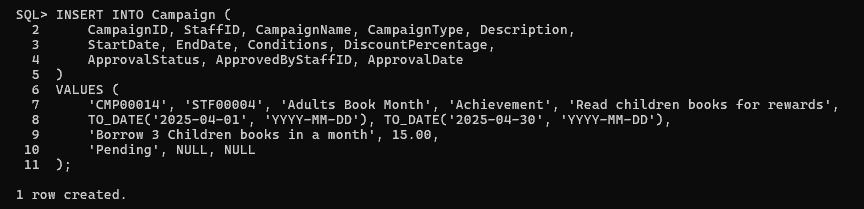 SQL> INSERT INTO Campaign (
  2      CampaignID, StaffID, CampaignName, CampaignType, Description,
  3      StartDate, EndDate, Conditions, DiscountPercentage,
  4      ApprovalStatus, ApprovedByStaffID, ApprovalDate
  5  )
  6  VALUES (
  7      'CMP00014', 'STF00004', 'Adults Book Month', 'Achievement', 'Read children books for rewards',
  8      TO_DATE('2025-04-01', 'YYYY-MM-DD'), TO_DATE('2025-04-30', 'YYYY-MM-DD'),
  9      'Borrow 3 Children books in a month', 15.00,
 10      'Pending', NULL, NULL
 11  );
1 row created.